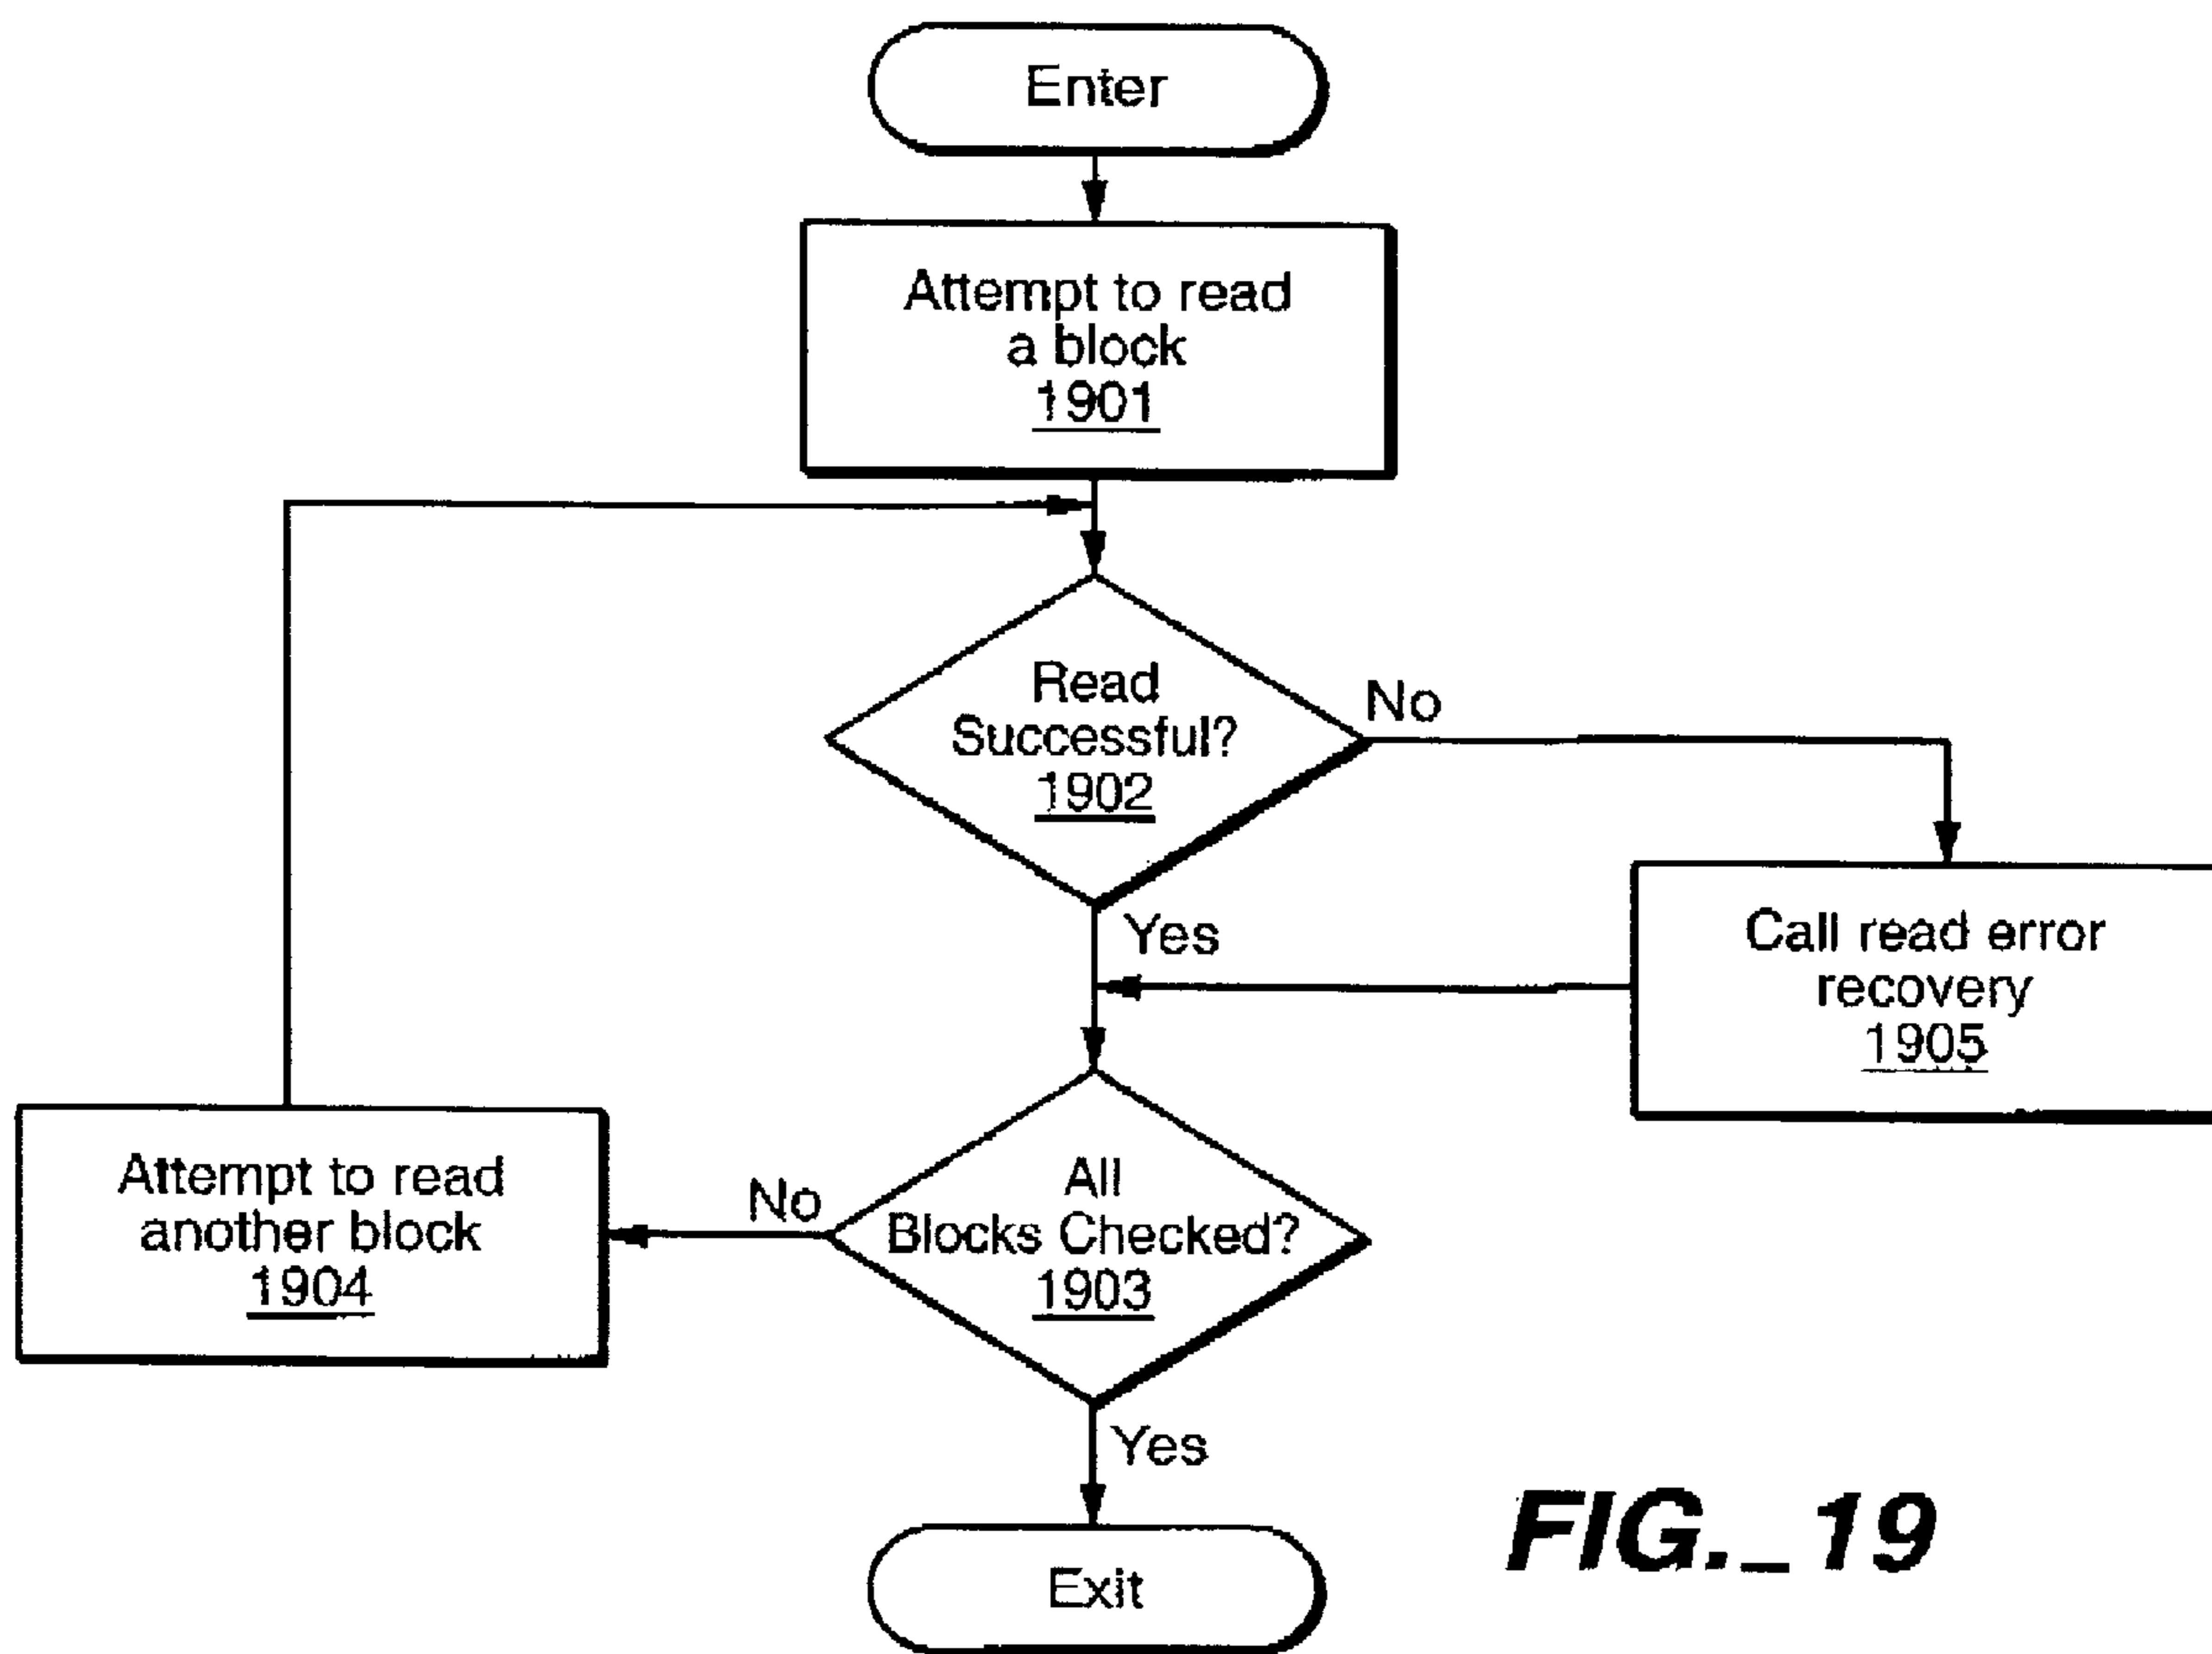 Enter
Attempt to read
a block
1901
Read
Successful?
1902
No
Yes
Call read error
recovery
1905
All
Blocks Checked?
1903
No
Attempt to read
another block
1904
Yes
Exit
FIG._19